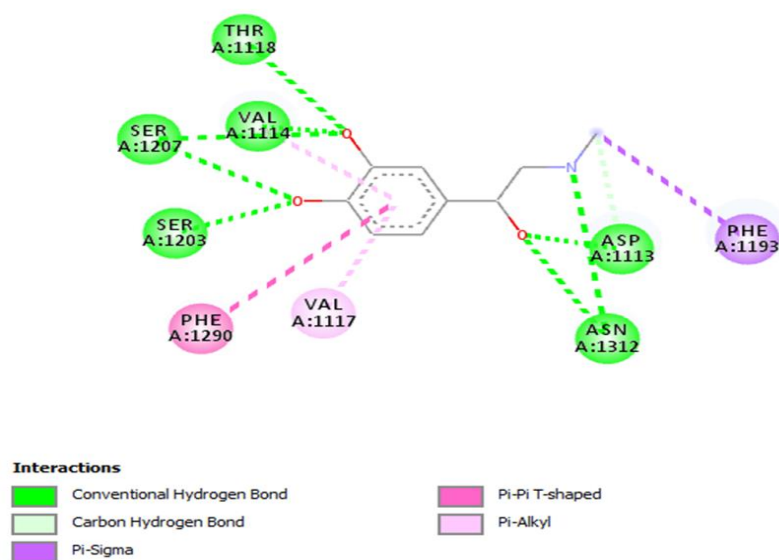 THR
A:1118
VAL
A:1114
SER
A:1207
O
O
N
SER
A:1203
O
ASP
A:1113
PHE
A:1193
PHE
A:1290
VAL
A:1117
ASN
A:1312
Interactions
Conventional Hydrogen Bond
Carbon Hydrogen Bond
Pi-Sigma
Pi-Pi T-shaped
Pi-Alkyl